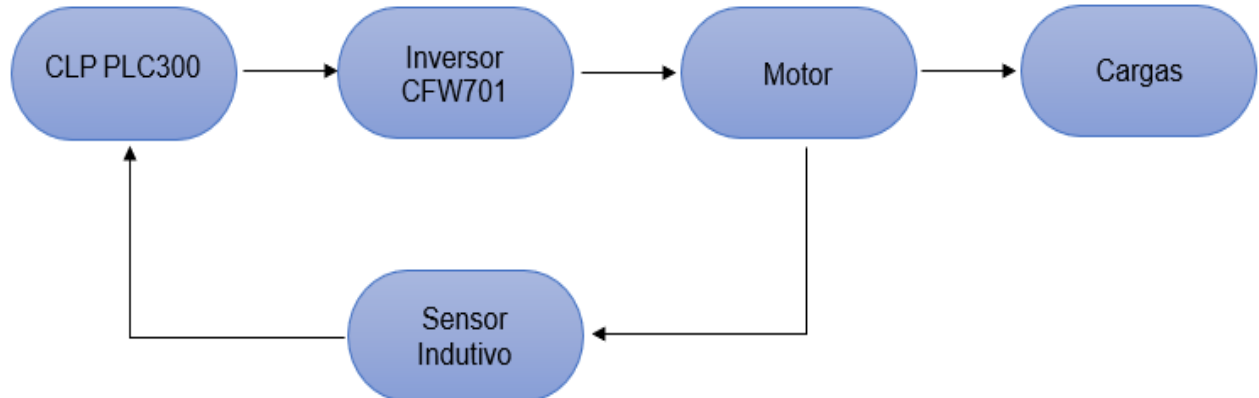 CLP PLC300
Inversor
CFW701
Motor
Cargas
Sensor
Indutivo